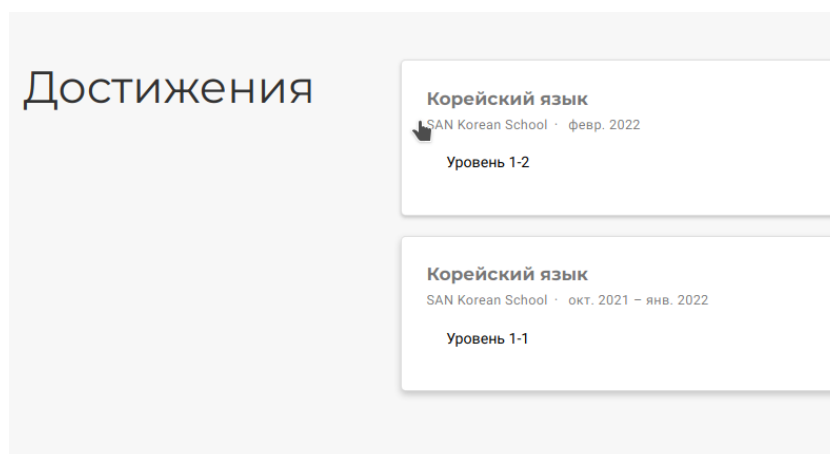 Достижения
Корейский язык
SAN Korean School · февр. 2022
Уровень 1-2
Корейский язык
SAN Korean School · окт. 2021 – янв. 2022
Уровень 1-1